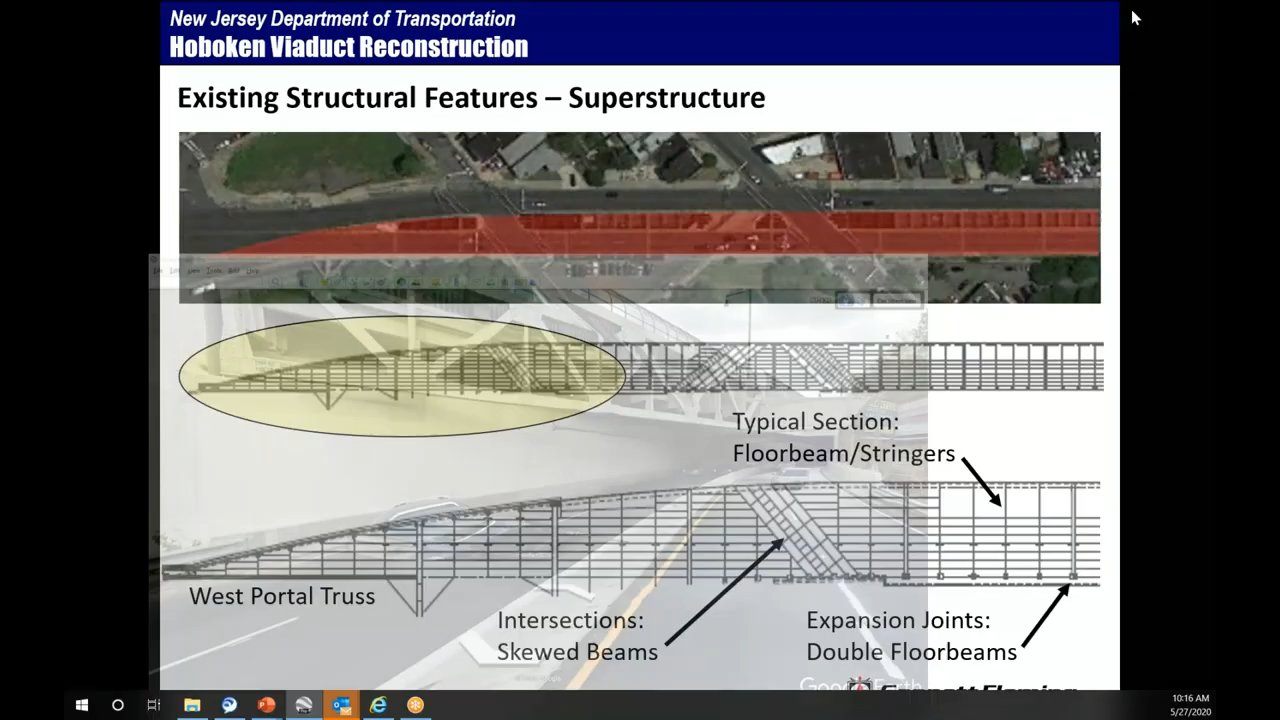 New Jersey Department of Transportation
Hoboken Viaduct Reconstruction
Existing Structural Features – Superstructure
Typical Section:
Floorbeam/Stringers
West Portal Truss
Intersections:
Skewed Beams
Expansion Joints:
Double Floorbeams
10:16 AM
5/27/2020